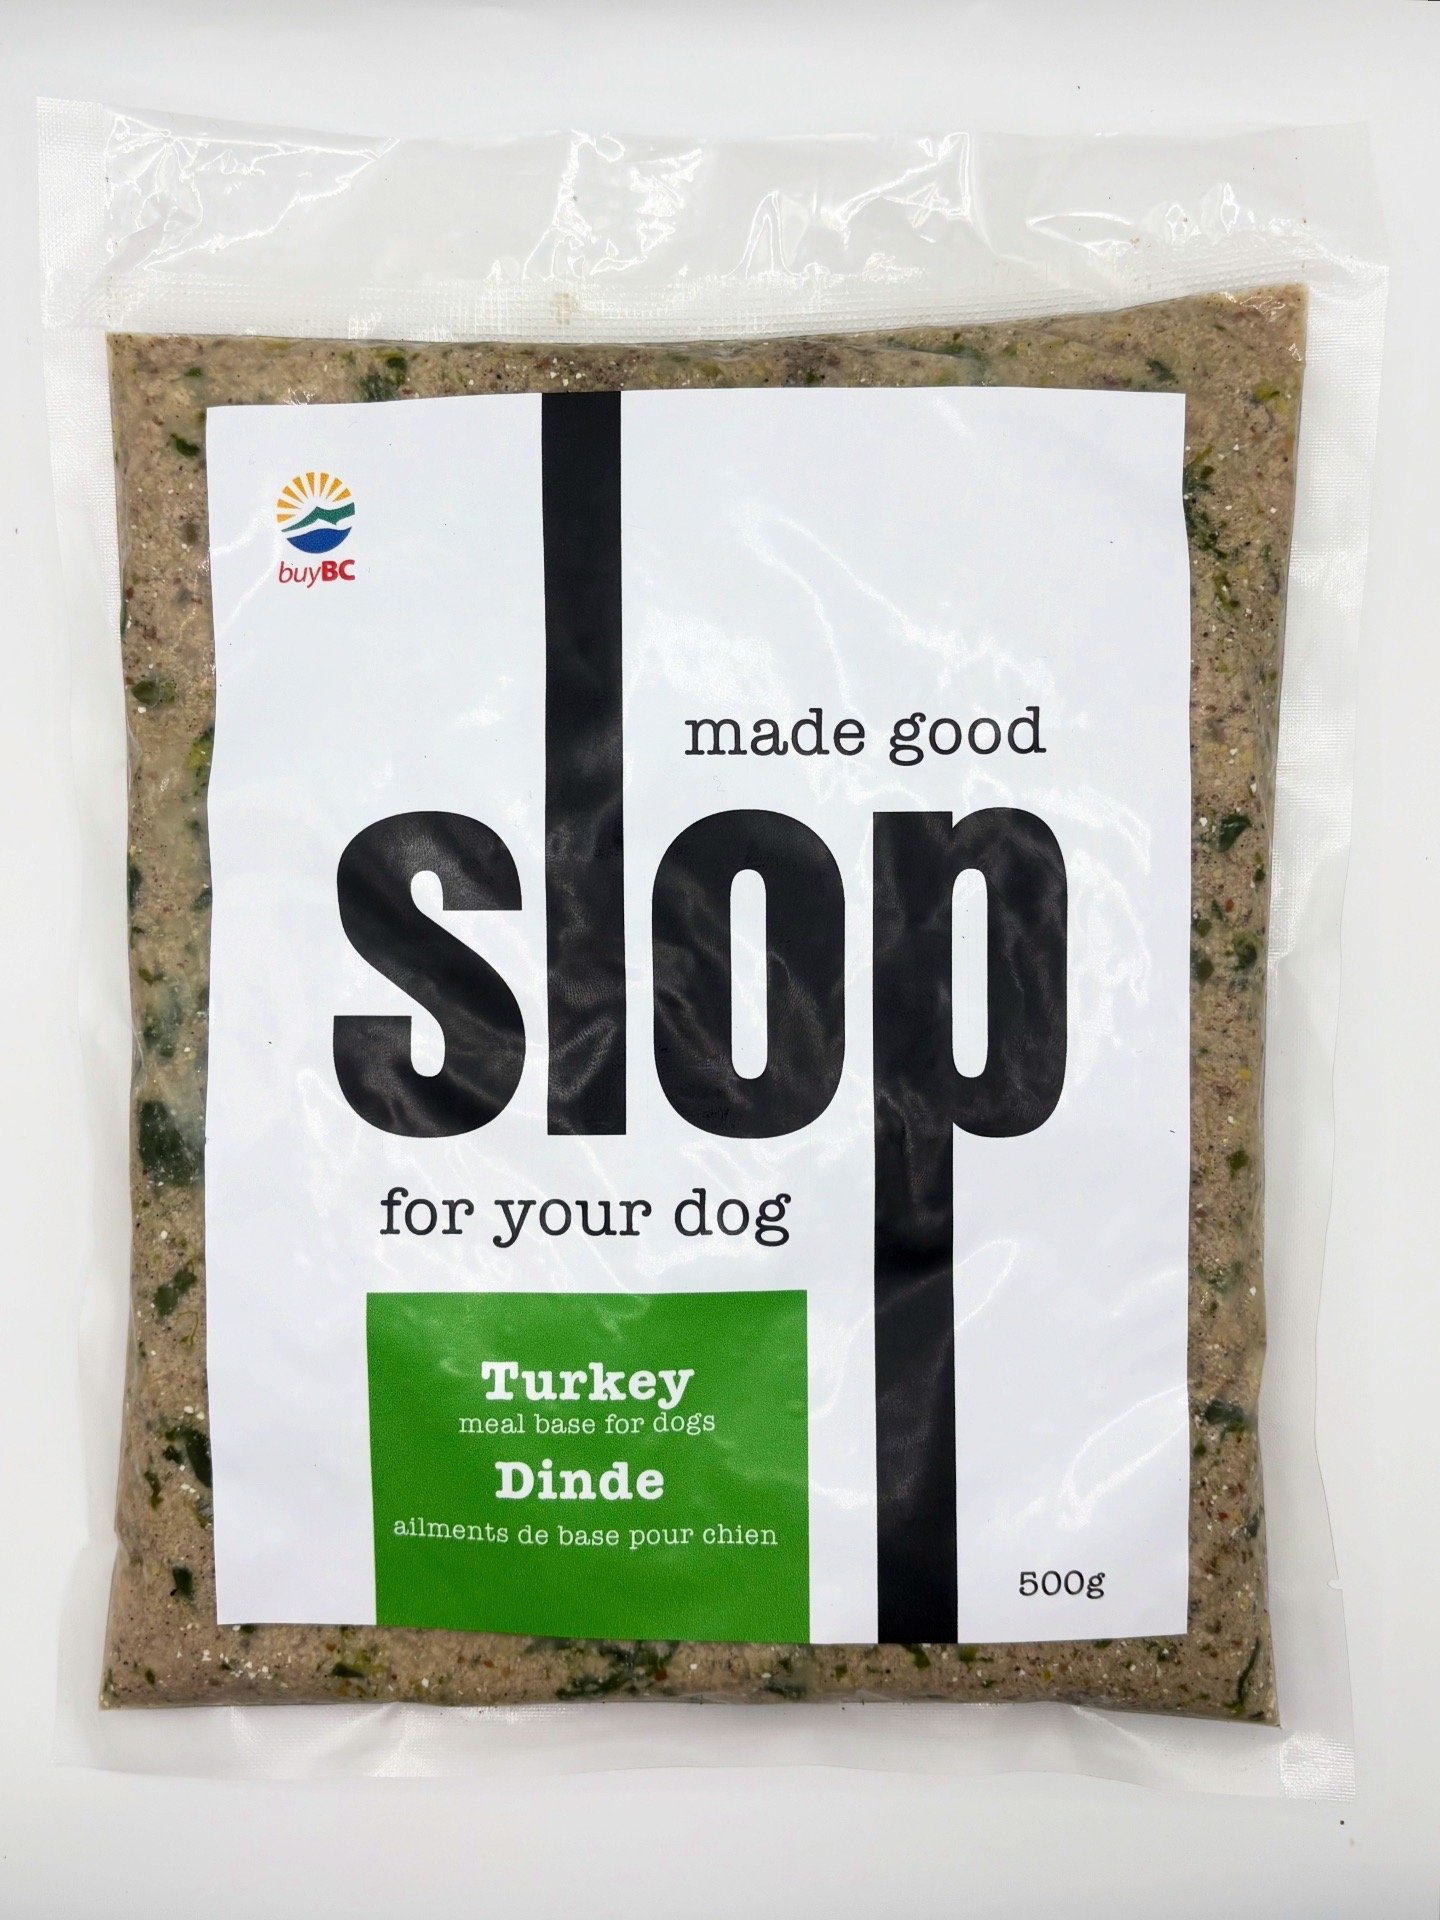 buyBC
made good
slop
for your dog
Turkey
meal base for dogs
Dinde
ailments de base pour chien
500g